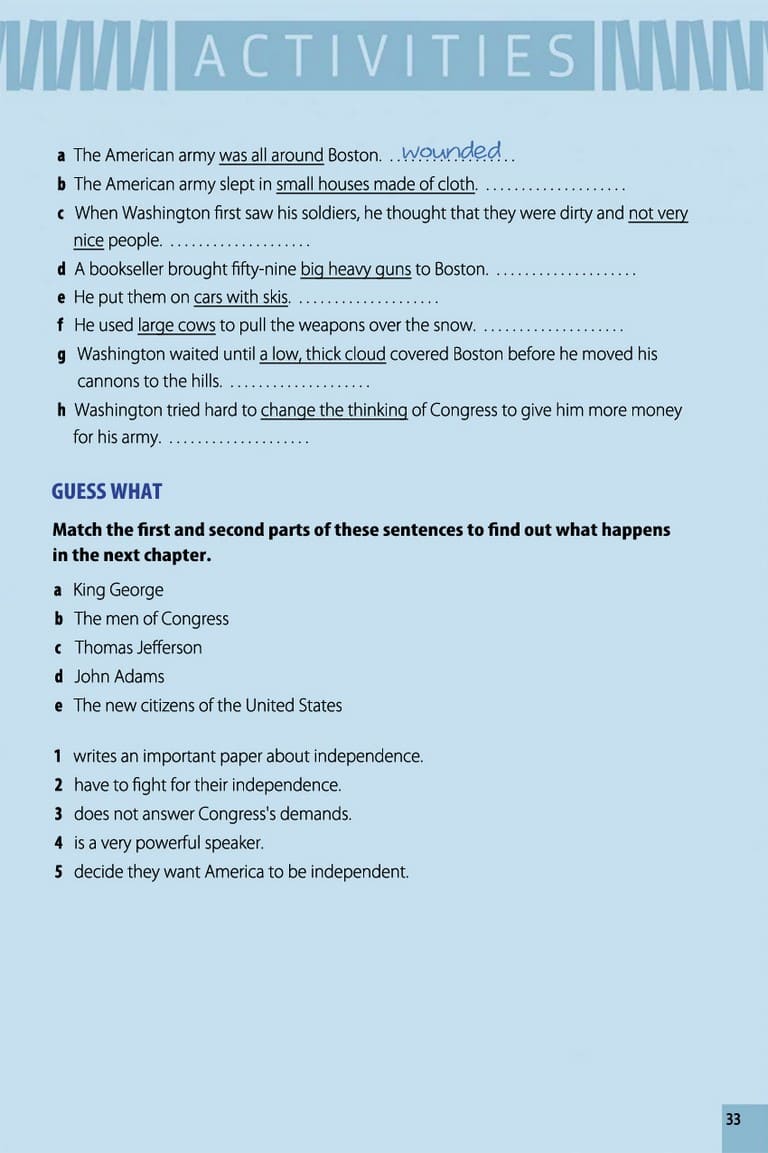 ACTIVITIES
a The American army was all around Boston. ..wounded..
b The American army slept in small houses made of cloth. ....................
c When Washington first saw his soldiers, he thought that they were dirty and not very
nice people. ....................
d A bookseller brought fifty-nine big heavy guns to Boston. ....................
e He put them on cars with skis. ....................
f He used large cows to pull the weapons over the snow. ....................
g Washington waited until a low, thick cloud covered Boston before he moved his
cannons to the hills. ....................
h Washington tried hard to change the thinking of Congress to give him more money
for his army. ....................
GUESS WHAT
Match the first and second parts of these sentences to find out what happens
in the next chapter.
a King George
b The men of Congress
c Thomas Jefferson
d John Adams
e The new citizens of the United States
1 writes an important paper about independence.
2 have to fight for their independence.
3 does not answer Congress's demands.
4 is a very powerful speaker.
5 decide they want America to be independent.
33